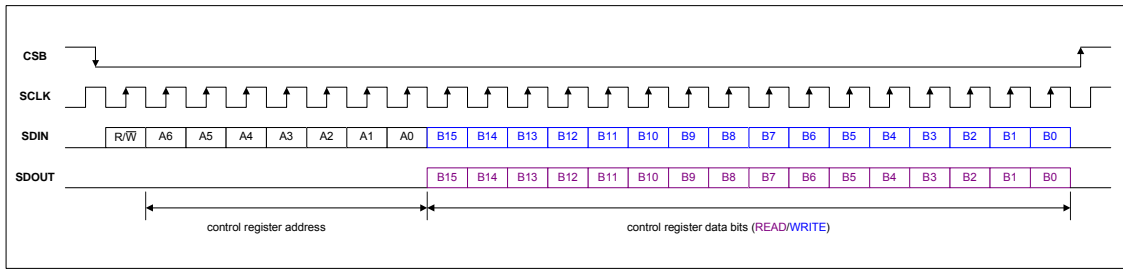 CSB
SCLK
SDIN R/W̅ A6 A5 A4 A3 A2 A1 A0 B15 B14 B13 B12 B11 B10 B9 B8 B7 B6 B5 B4 B3 B2 B1 B0
SDOUT B15 B14 B13 B12 B11 B10 B9 B8 B7 B6 B5 B4 B3 B2 B1 B0
control register address control register data bits (READ/WRITE)